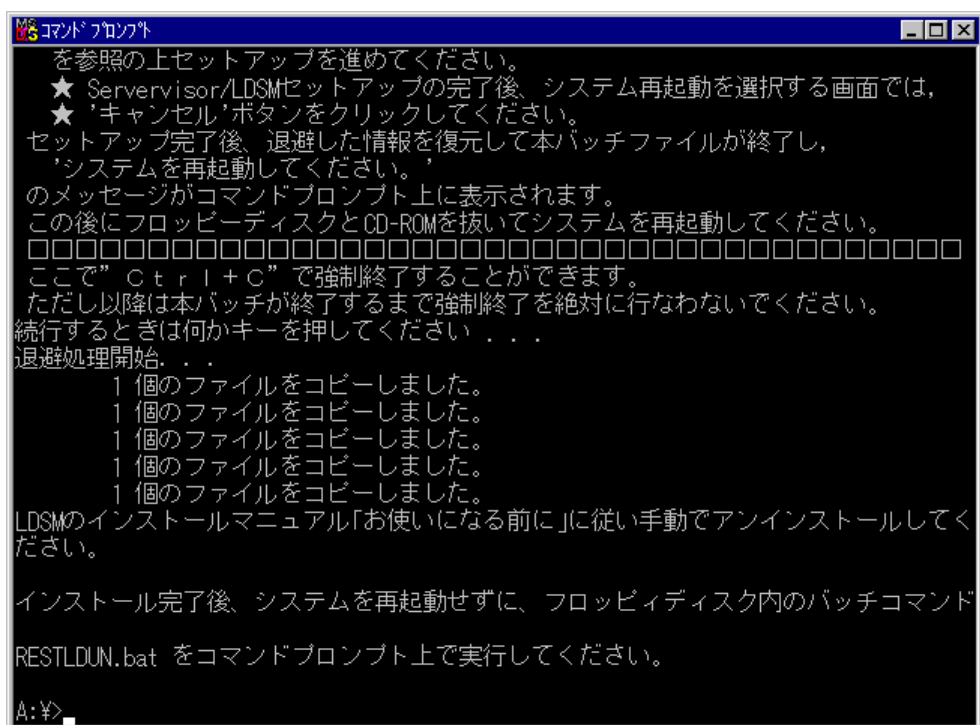 コマンド プロンプト
を参照の上セットアップを進めてください。
★ Servervisor/LDSMセットアップの完了後、システム再起動を選択する画面では,
★ 'キャンセル'ボタンをクリックしてください。
セットアップ完了後、退避した情報を復元して本バッチファイルが終了し,
'システムを再起動してください。'
のメッセージがコマンドプロンプト上に表示されます。
この後にフロッピーディスクとCD-ROMを抜いてシステムを再起動してください。
□□□□□□□□□□□□□□□□□□□□□□□□□□□□□□□□□□□□□□□
ここで”Ctrl+C”で強制終了することができます。
ただし以降は本バッチが終了するまで強制終了を絶対に行なわないでください。
続行するときは何かキーを押してください . . .
退避処理開始. . .
1 個のファイルをコピーしました。
1 個のファイルをコピーしました。
1 個のファイルをコピーしました。
1 個のファイルをコピーしました。
1 個のファイルをコピーしました。
LDSMのインストールマニュアル「お使いになる前に」に従い手動でアンインストールしてく
ださい。
インストール完了後、システムを再起動せずに、フロッピィディスク内のバッチコマンド
RESTLDUN.bat をコマンドプロンプト上で実行してください。
A:¥>